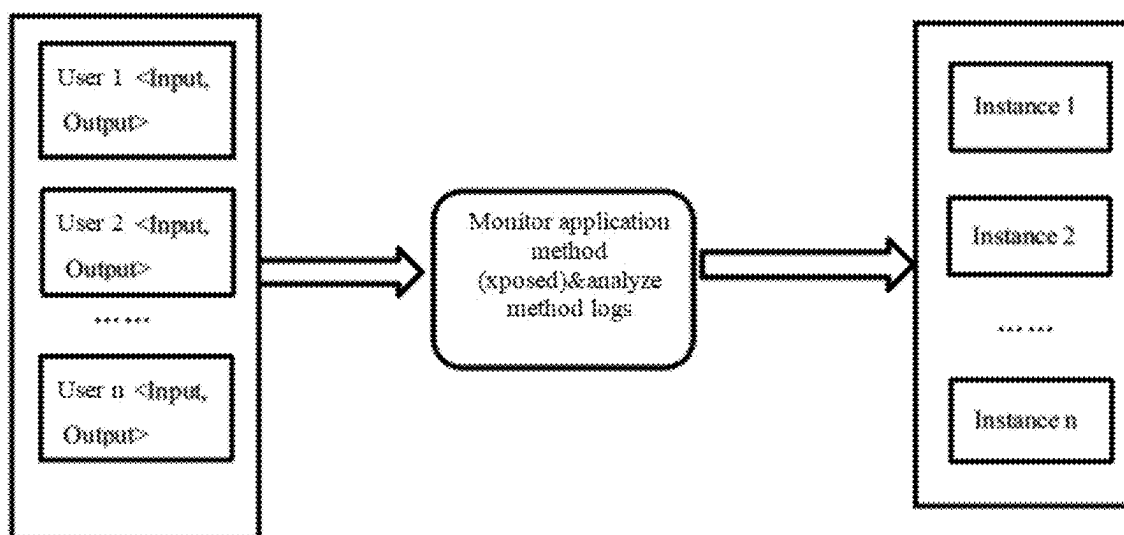 User 1 <Input,
Output>
User 2 <Input,
Output>
……
User n <Input,
Output>
Monitor application
method
(xposed)&analyze
method logs
Instance 1
Instance 2
……
Instance n